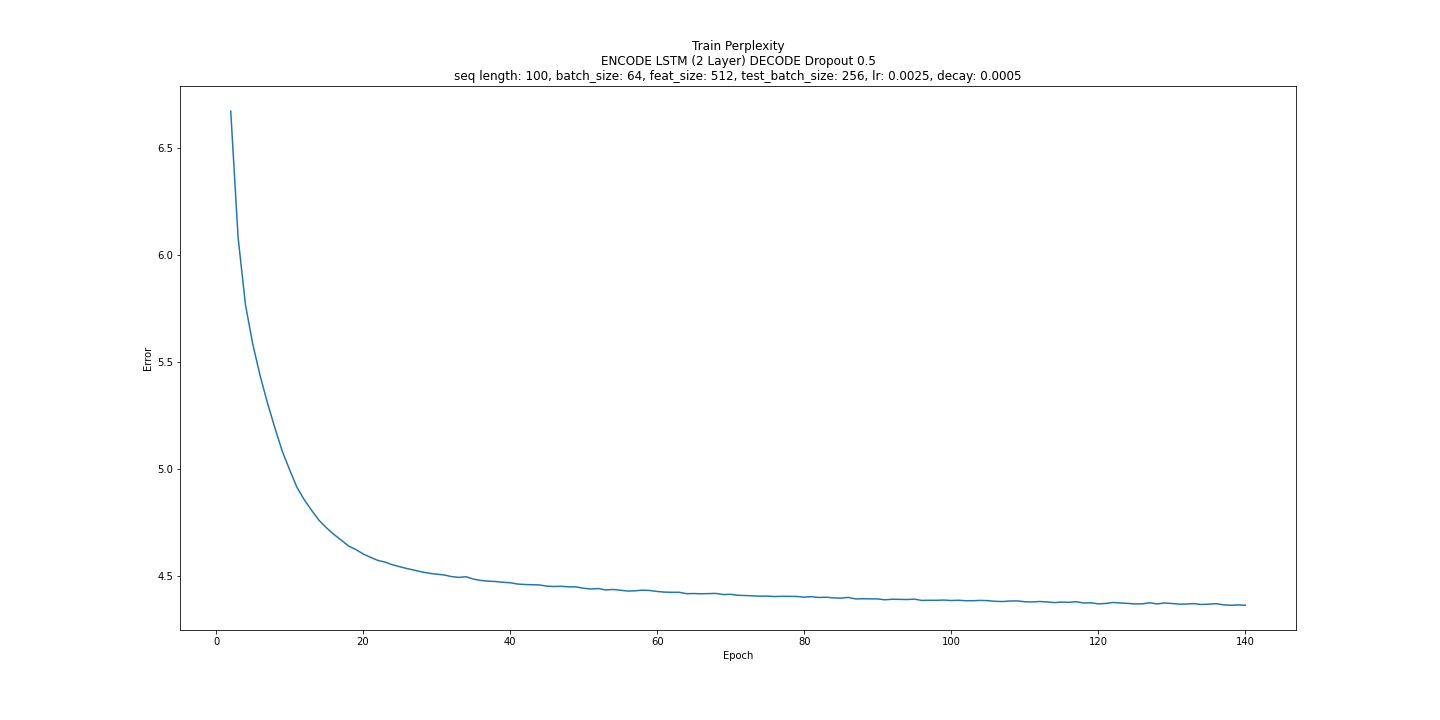 Train Perplexity
ENCODE LSTM (2 Layer) DECODE Dropout 0.5
seq length: 100, batch_size: 64, feat_size: 512, test_batch_size: 256, lr: 0.0025, decay: 0.0005
6.5
6.0
5.5
5.0
4.5
Error
0 20 40 60 80 100 120 140
Epoch